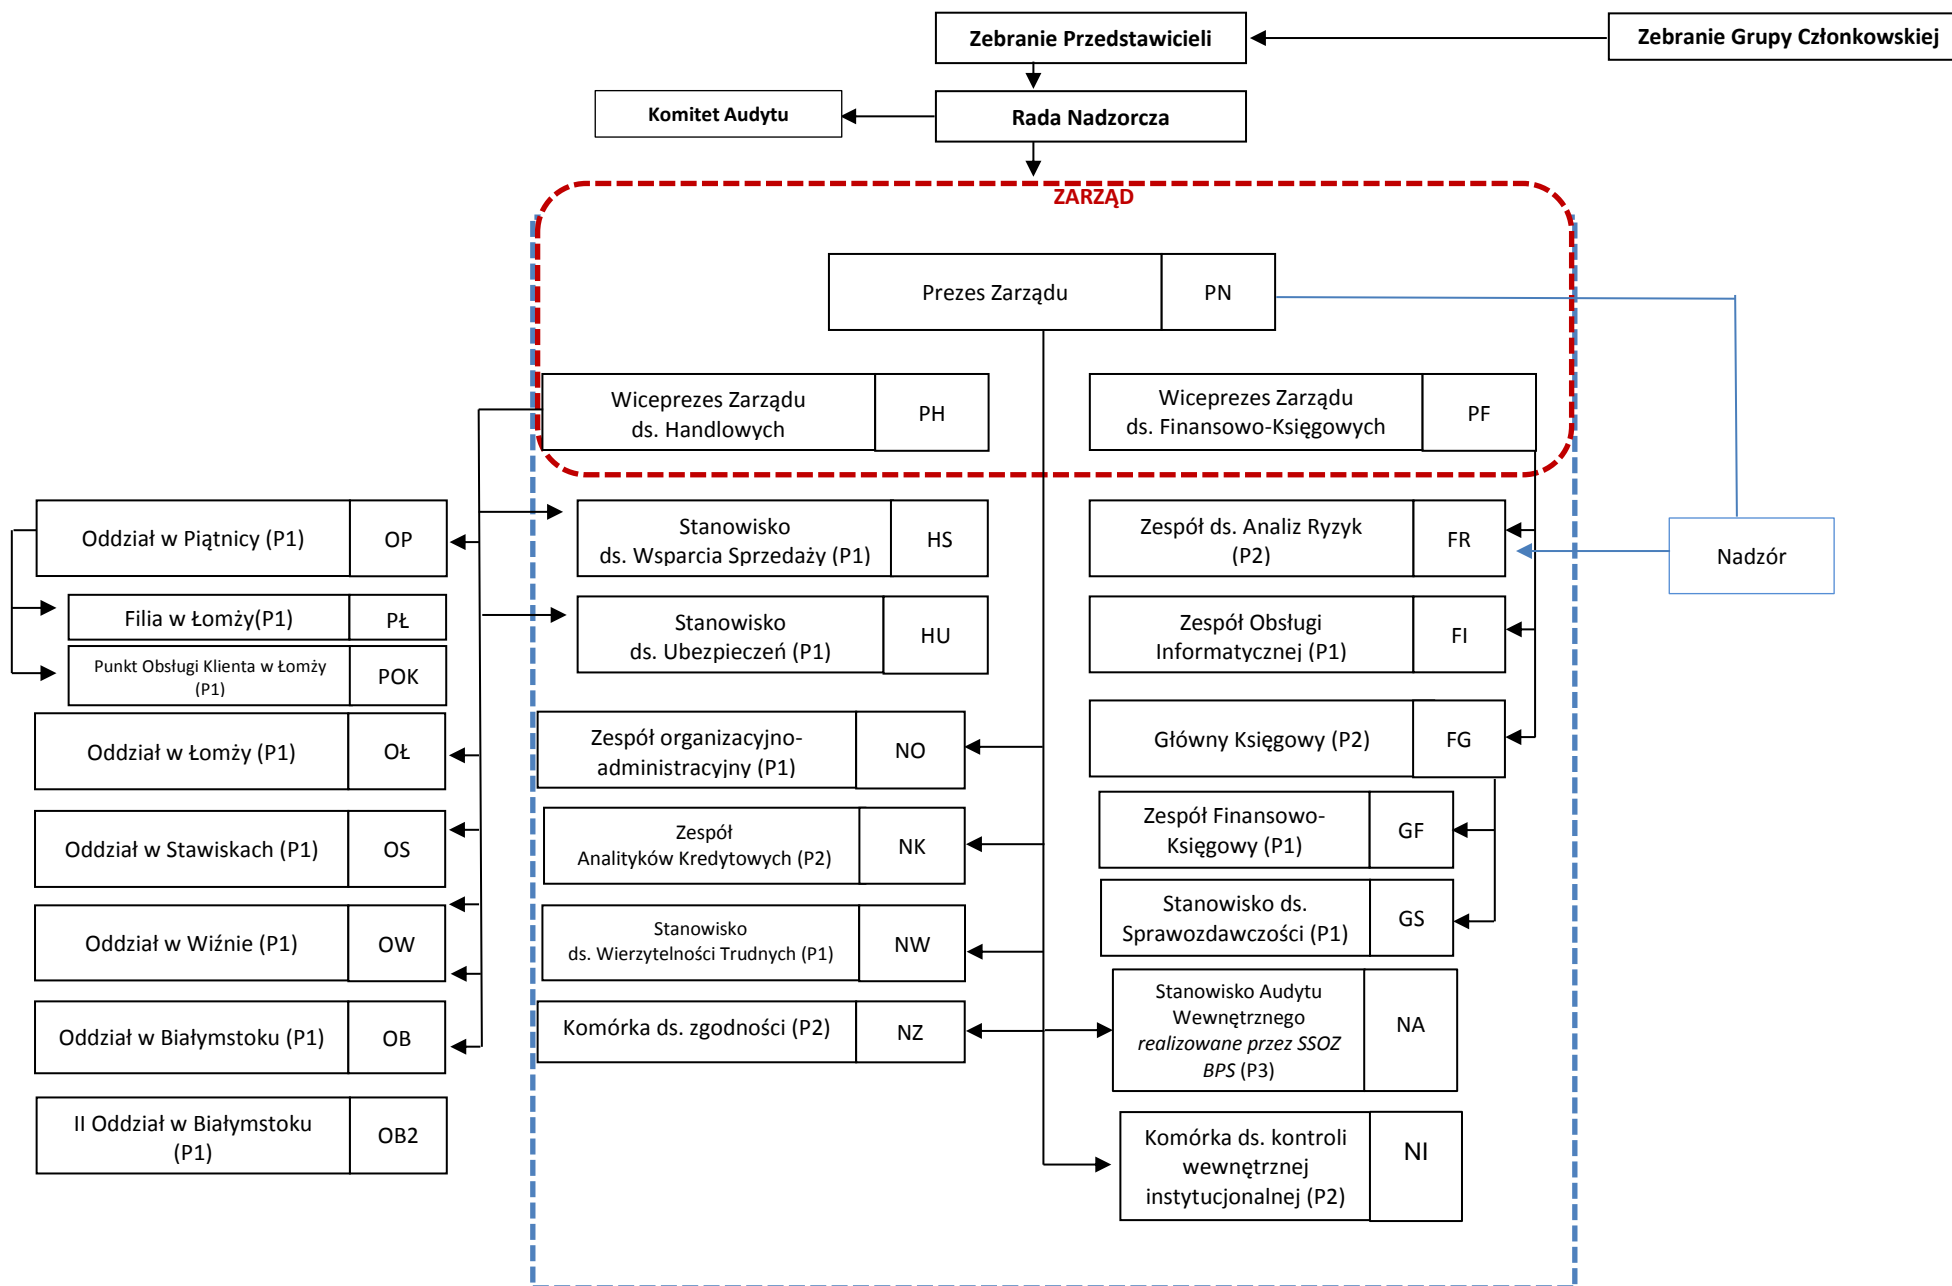 Zebranie Przedstawicieli
Zebranie Grupy Członkowskiej
Komitet Audytu
Rada Nadzorcza
ZARZĄD
Prezes Zarządu
PN
Wiceprezes Zarządu
ds. Handlowych
PH
Wiceprezes Zarządu
ds. Finansowo-Księgowych
PF
Oddział w Piątnicy (P1)
OP
Stanowisko
ds. Wsparcia Sprzedaży (P1)
HS
Zespół ds. Analiz Ryzyk
(P2)
FR
Nadzór
Filia w Łomży(P1)
PŁ
Stanowisko
ds. Ubezpieczeń (P1)
HU
Zespół Obsługi
Informatycznej (P1)
FI
Punkt Obsługi Klienta w Łomży
(P1)
POK
Oddział w Łomży (P1)
OŁ
Zespół organizacyjno-
administracyjny (P1)
NO
Główny Księgowy (P2)
FG
Oddział w Stawiskach (P1)
OS
Zespół
Analityków Kredytowych (P2)
NK
Zespół Finansowo-
Księgowy (P1)
GF
Oddział w Wiźnie (P1)
OW
Stanowisko
ds. Wierzytelności Trudnych (P1)
NW
Stanowisko ds.
Sprawozdawczości (P1)
GS
Oddział w Białymstoku (P1)
OB
Komórka ds. zgodności (P2)
NZ
Stanowisko Audytu
Wewnętrznego
realizowane przez SSOZ
BPS (P3)
NA
II Oddział w Białymstoku
(P1)
OB2
Komórka ds. kontroli
wewnętrznej
instytucjonalnej (P2)
NI